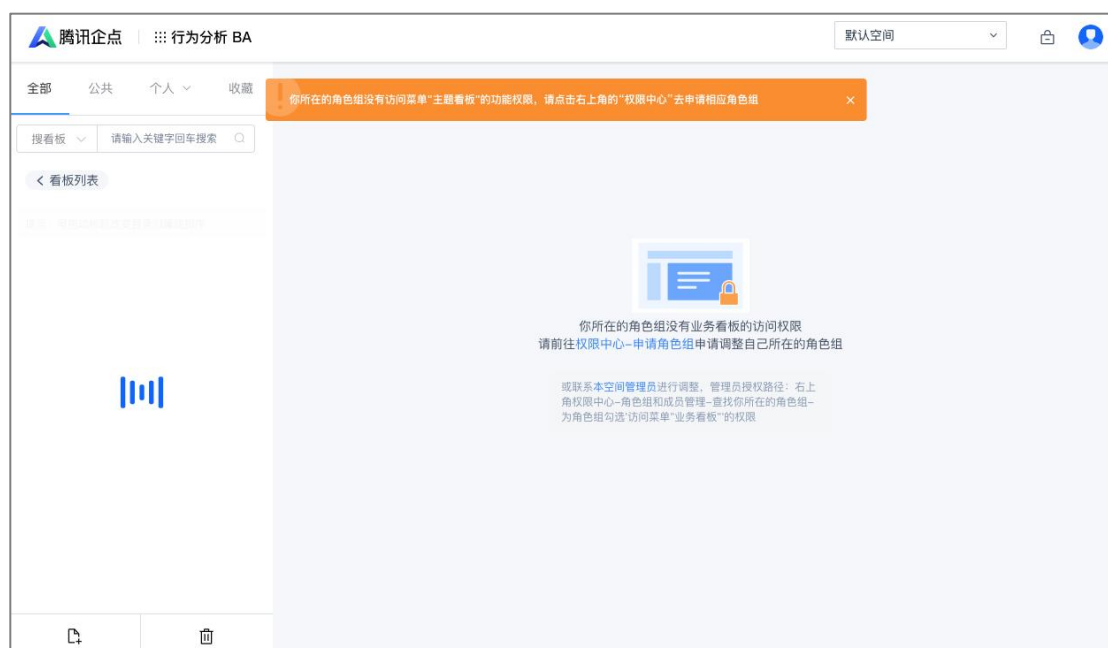 腾讯企点
行为分析 BA
默认空间
全部
公共
个人
收藏
你所在的角色组没有访问菜单"主题看板"的功能权限，请点击右上角的"权限中心"去申请相应角色组
搜看板
请输入关键字回车搜索
看板列表
你所在的角色组没有业务看板的访问权限
请前往权限中心-申请角色组申请调整自己所在的角色组
或联系本空间管理员进行调整，管理员授权路径：右上
角权限中心-角色组和成员管理-查找你所在的角色组-
为角色组勾选'访问菜单"业务看板"'的权限